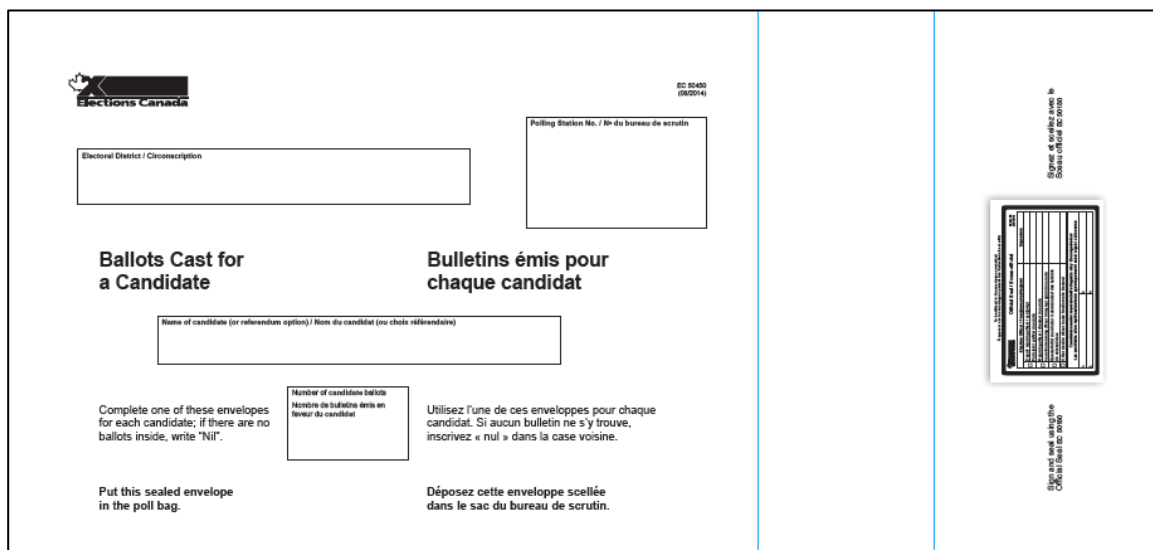 Elections Canada
EC 50450
(08/2014)
Polling Station No. / Nº du bureau de scrutin
Electoral District / Circonscription
Ballots Cast for
a Candidate
Bulletins émis pour
chaque candidat
Name of candidate (or referendum option) / Nom du candidat (ou choix référendaire)
Number of candidate ballots
Nombre de bulletins émis en
faveur du candidat
Complete one of these envelopes
for each candidate; if there are no
ballots inside, write "Nil".
Utilisez l'une de ces enveloppes pour chaque
candidat. Si aucun bulletin ne s'y trouve,
inscrivez « nul » dans la case voisine.
Put this sealed envelope
in the poll bag.
Déposez cette enveloppe scellée
dans le sac du bureau de scrutin.
Signez et scellez avec le
Sceau officiel EC 50160
Official Seal / Sceau officiel
Sign and seal using the
Official Seal EC 50160